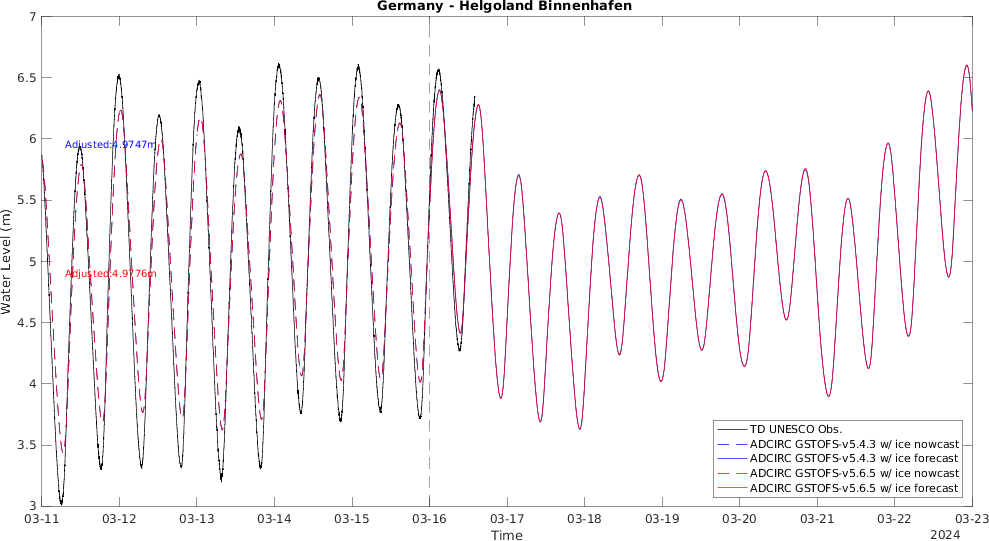 Germany - Helgoland Binnenhafen
Water Level (m)
7
6.5
6
5.5
5
4.5
4
3.5
3
Adjusted:4.9747m
Adjusted:4.9776m
TD UNESCO Obs.
ADCIRC GSTOFS-v5.4.3 w/ ice nowcast
ADCIRC GSTOFS-v5.4.3 w/ ice forecast
ADCIRC GSTOFS-v5.6.5 w/ ice nowcast
ADCIRC GSTOFS-v5.6.5 w/ ice forecast
03-11 03-12 03-13 03-14 03-15 03-16 03-17 03-18 03-19 03-20 03-21 03-22 03-23
Time
2024